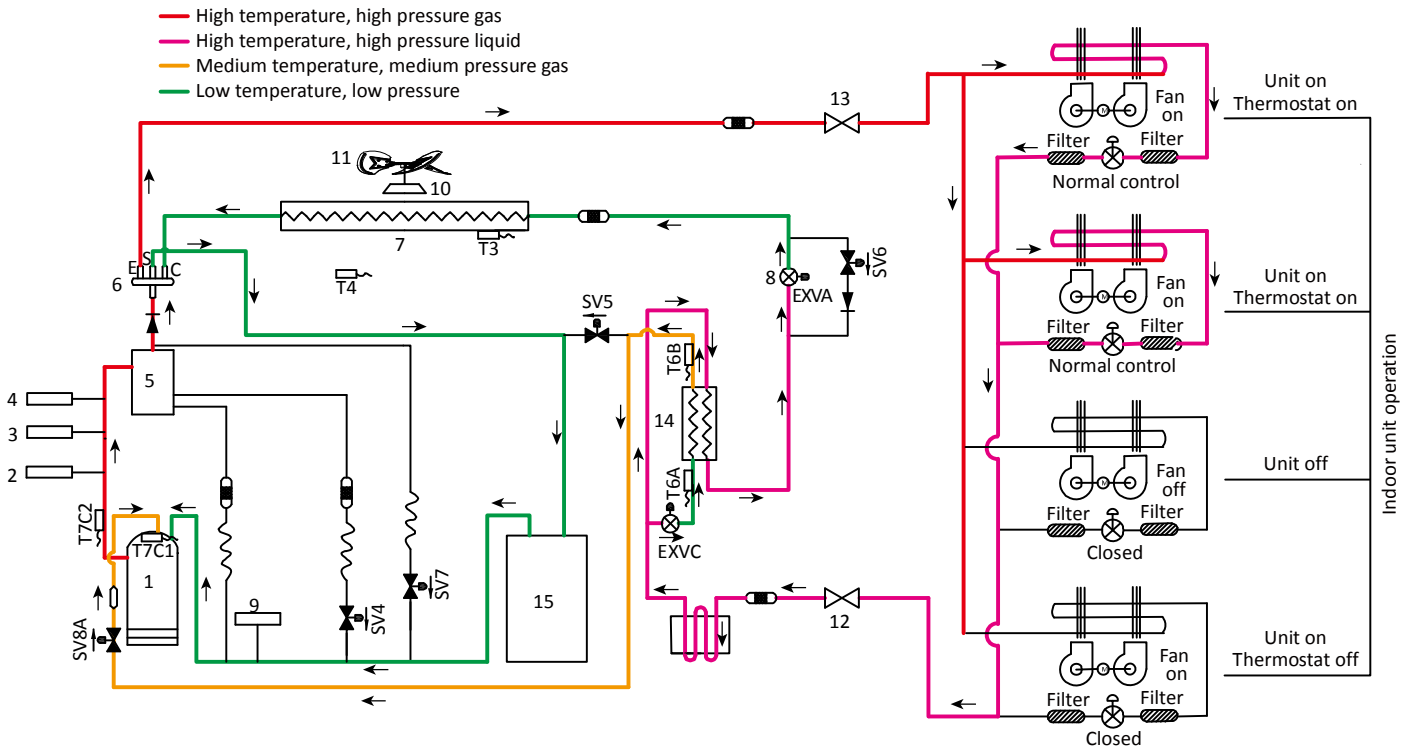 High temperature, high pressure gas
High temperature, high pressure liquid
Medium temperature, medium pressure gas
Low temperature, low pressure
13
11
10
7
T3
T4
E
S
C
6
8
EXVA
SV6
SV5
T6B
14
T6A
EXVC
5
4
3
2
T7C2
T7C1
1
SV8A
9
SV4
SV7
15
12
M
Fan
on
Filter
Filter
Normal control
Unit on
Thermostat on
M
Fan
on
Filter
Filter
Normal control
Unit on
Thermostat on
M
Fan
off
Filter
Filter
Closed
Unit off
M
Fan
on
Filter
Filter
Closed
Unit on
Thermostat off
Indoor unit operation